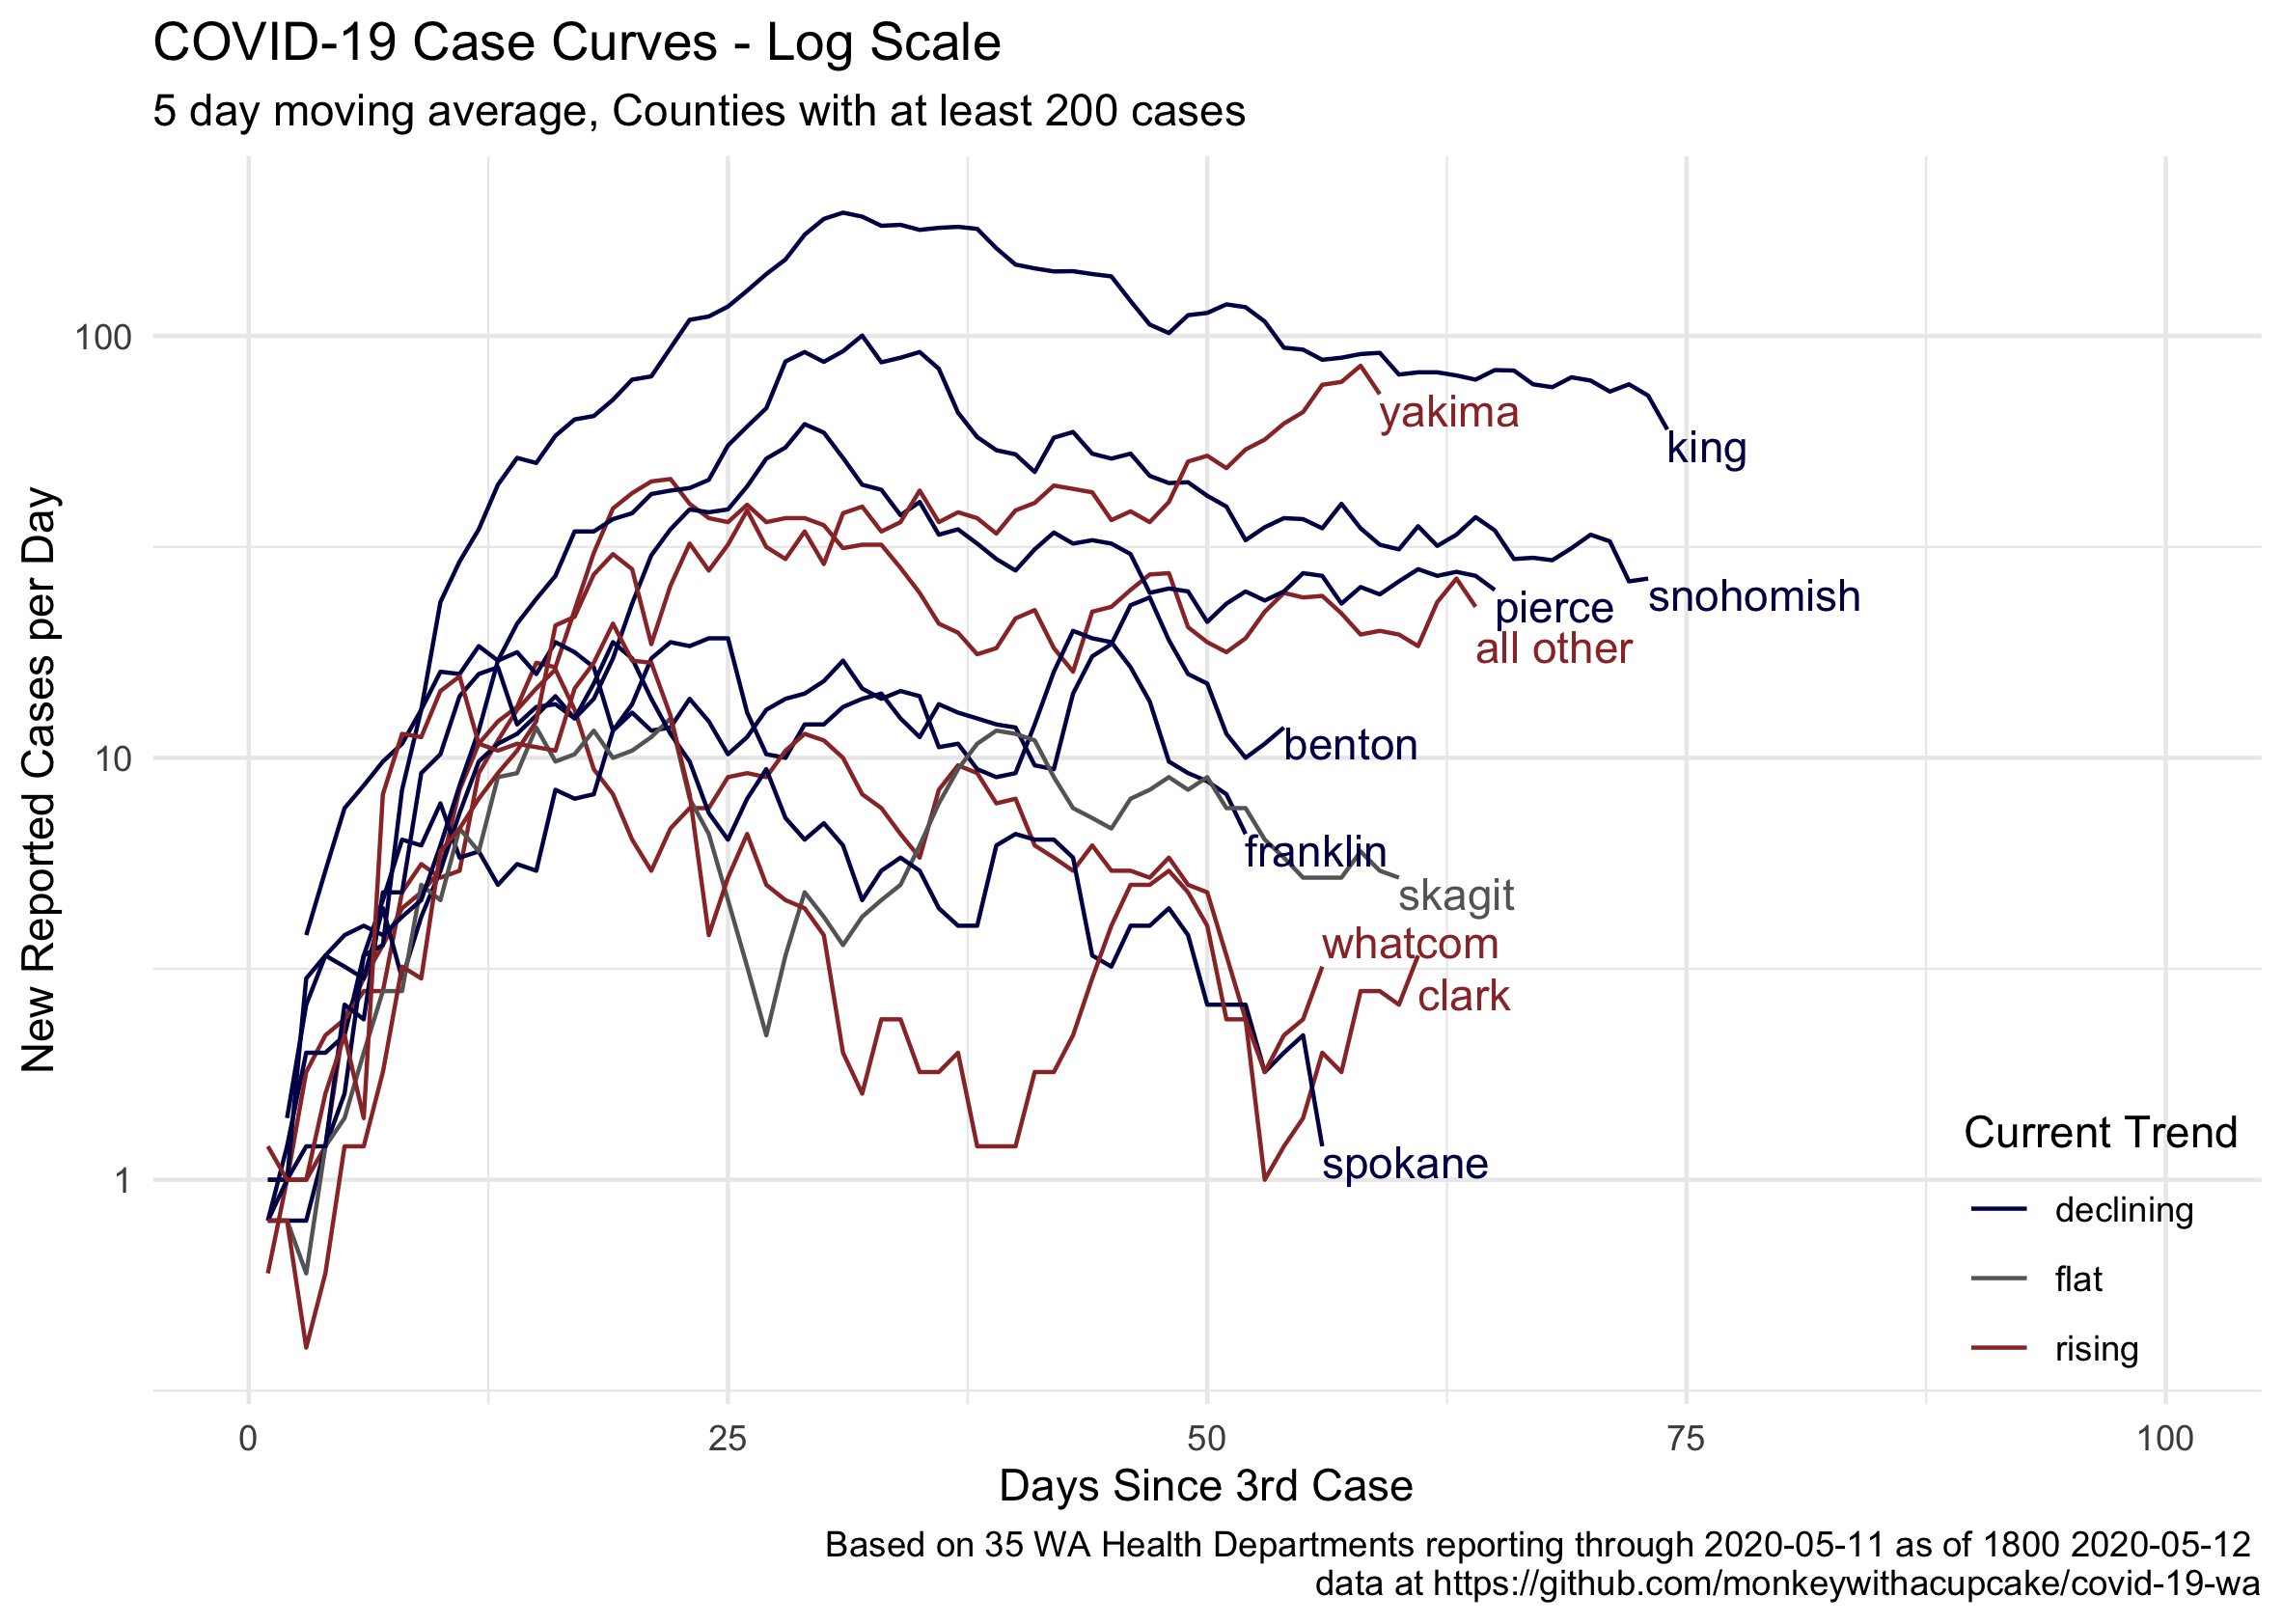 COVID-19 Case Curves - Log Scale
5 day moving average, Counties with at least 200 cases
New Reported Cases per Day
100
10
1
yakima
king
snohomish
pierce
all other
benton
franklin
skagit
whatcom
clark
spokane
Current Trend
declining
flat
rising
0 25 50 75 100
Days Since 3rd Case
Based on 35 WA Health Departments reporting through 2020-05-11 as of 1800 2020-05-12
data at https://github.com/monkeywithacupcake/covid-19-wa